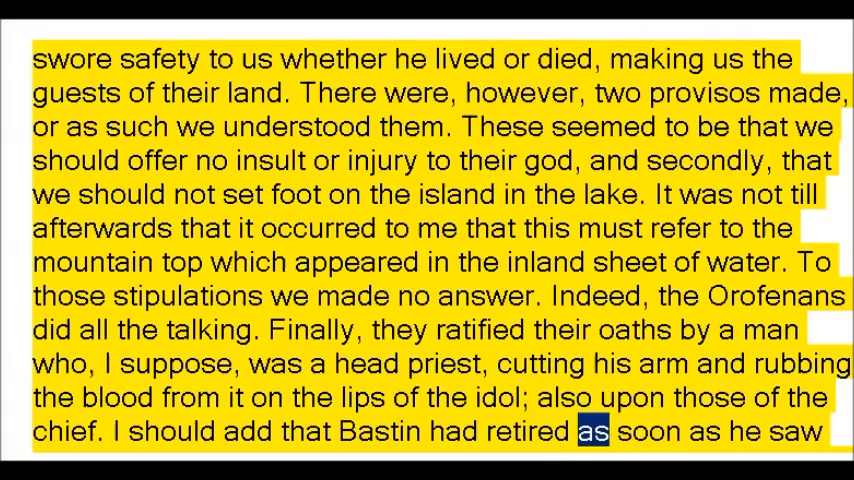 swore safety to us whether he lived or died, making us the
guests of their land. There were, however, two provisos made,
or as such we understood them. These seemed to be that we
should offer no insult or injury to their god, and secondly, that
we should not set foot on the island in the lake. It was not till
afterwards that it occurred to me that this must refer to the
mountain top which appeared in the inland sheet of water. To
those stipulations we made no answer. Indeed, the Orofenans
did all the talking. Finally, they ratified their oaths by a man
who, I suppose, was a head priest, cutting his arm and rubbing
the blood from it on the lips of the idol; also upon those of the
chief. I should add that Bastin had retired as soon as he saw